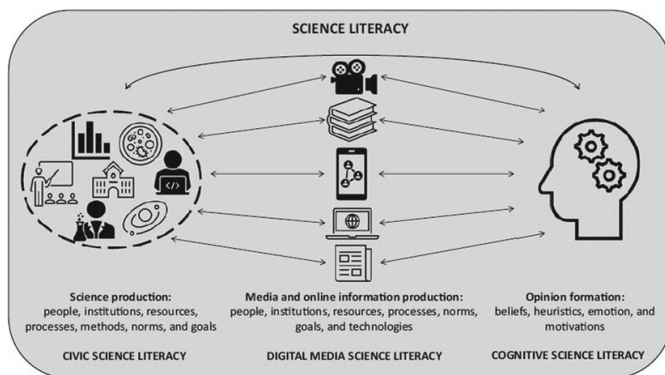 SCIENCE LITERACY
</>
Science production:
people, institutions, resources,
processes, methods, norms, and goals
CIVIC SCIENCE LITERACY
Media and online information production:
people, institutions, resources, processes, norms,
goals, and technologies
DIGITAL MEDIA SCIENCE LITERACY
Opinion formation:
beliefs, heuristics, emotion, and
motivations
COGNITIVE SCIENCE LITERACY